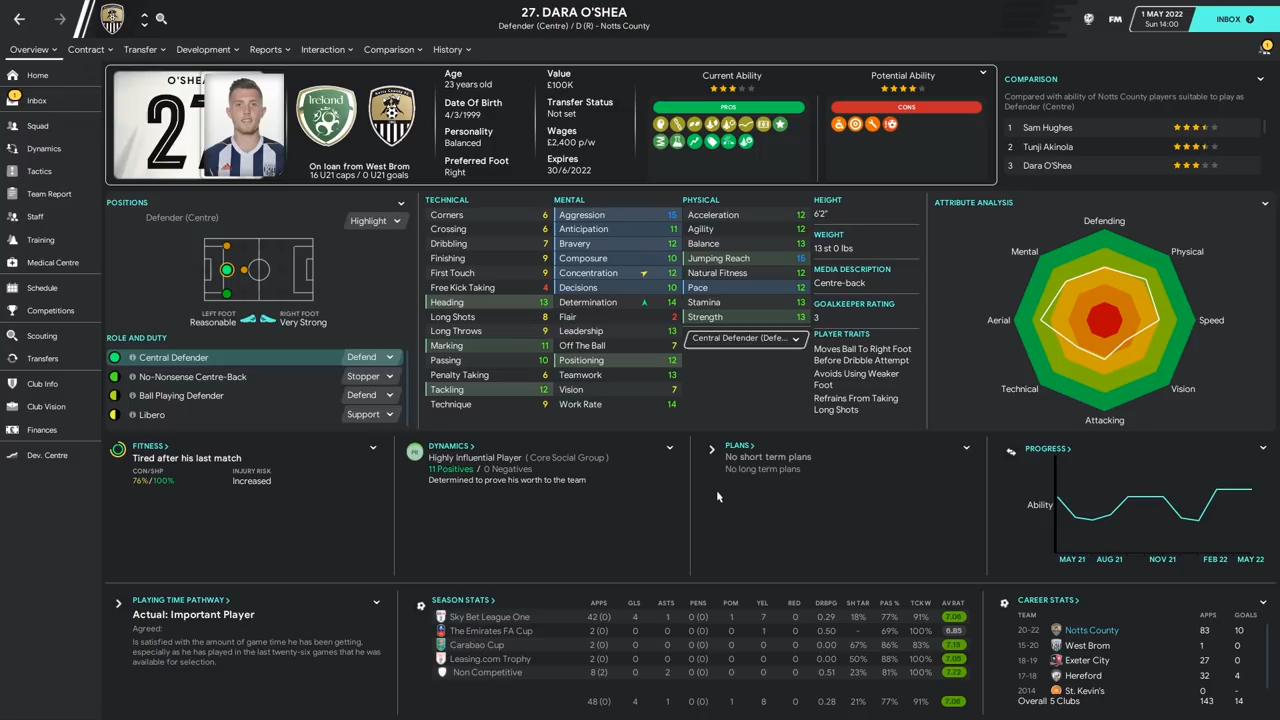 27. DARA O'SHEA
Defender (Centre) / D (R) - Notts County
FM
1 MAY 2022
Sun 14:00
INBOX
Overview
Contract
Transfer
Development
Reports
Interaction
Comparison
History
1
Home
1
Inbox
Squad
Dynamics
Tactics
Team Report
Staff
Training
Medical Centre
Schedule
Competitions
Scouting
Transfers
Club Info
Club Vision
Finances
Dev. Centre
O'SHEA
27
Ireland
On loan from West Brom
16 U21 caps / 0 U21 goals
Age
23 years old
Date Of Birth
4/3/1999
Personality
Balanced
Preferred Foot
Right
Value
£100K
Transfer Status
Not set
Wages
£2,400 p/w
Expires
30/6/2022
Current Ability
PROS
Potential Ability
CONS
COMPARISON
Compared with ability of Notts County players suitable to play as
Defender (Centre)
1 Sam Hughes
2 Tunji Akinola
3 Dara O'Shea
POSITIONS
Defender (Centre)
Highlight
LEFT FOOT
Reasonable
RIGHT FOOT
Very Strong
ROLE AND DUTY
Central Defender Defend
No-Nonsense Centre-Back Stopper
Ball Playing Defender Defend
Libero Support
TECHNICAL
Corners 6
Crossing 6
Dribbling 7
Finishing 9
First Touch 9
Free Kick Taking 4
Heading 13
Long Shots 8
Long Throws 9
Marking 11
Passing 10
Penalty Taking 6
Tackling 12
Technique 9
MENTAL
Aggression 15
Anticipation 11
Bravery 12
Composure 10
Concentration 12
Decisions 10
Determination 14
Flair 2
Leadership 13
Off The Ball 7
Positioning 12
Teamwork 13
Vision 7
Work Rate 14
PHYSICAL
Acceleration 12
Agility 12
Balance 13
Jumping Reach 15
Natural Fitness 12
Pace 12
Stamina 13
Strength 13
Central Defender (Defe...
HEIGHT
6'2"
WEIGHT
13 st 0 lbs
MEDIA DESCRIPTION
Centre-back
GOALKEEPER RATING
3
PLAYER TRAITS
Moves Ball To Right Foot
Before Dribble Attempt
Avoids Using Weaker
Foot
Refrains From Taking
Long Shots
ATTRIBUTE ANALYSIS
Defending
Physical
Speed
Vision
Attacking
Technical
Aerial
Mental
FITNESS
Tired after his last match
CON/SHP
76%/100%
INJURY RISK
Increased
DYNAMICS
Highly Influential Player ( Core Social Group )
11 Positives / 0 Negatives
Determined to prove his worth to the team
PLANS
No short term plans
No long term plans
PROGRESS
Ability
MAY 21 AUG 21 NOV 21 FEB 22 MAY 22
PLAYING TIME PATHWAY
Actual: Important Player
Agreed:
Is satisfied with the amount of game time he has been getting,
especially as he has played in the last twenty-six games that he
was available for selection.
SEASON STATS APPS GLS ASTS PENS POM YEL RED DRBPG SH TAR PAS % TCK W AV RAT
Sky Bet League One 42 (0) 4 1 0 (0) 1 7 0 0.29 18% 77% 91% 7.06
The Emirates FA Cup 2 (0) 0 0 0 (0) 0 1 0 0.50 - 69% 100% 6.85
Carabao Cup 2 (0) 0 0 0 (0) 0 0 0 0.00 67% 86% 83% 7.15
Leasing.com Trophy 2 (0) 0 0 0 (0) 0 0 0 0.00 50% 88% 100% 7.05
Non Competitive 8 (2) 0 2 0 (0) 0 0 0 0.51 23% 81% 100% 7.72
48 (0) 4 1 0 (0) 1 8 0 0.28 21% 77% 91% 7.06
CAREER STATS
TEAM APPS GOALS
20-22 Notts County 83 10
15-20 West Brom 1 0
18-19 Exeter City 27 0
17-18 Hereford 32 4
2014 St. Kevin's 0 -
Overall 5 Clubs 143 14